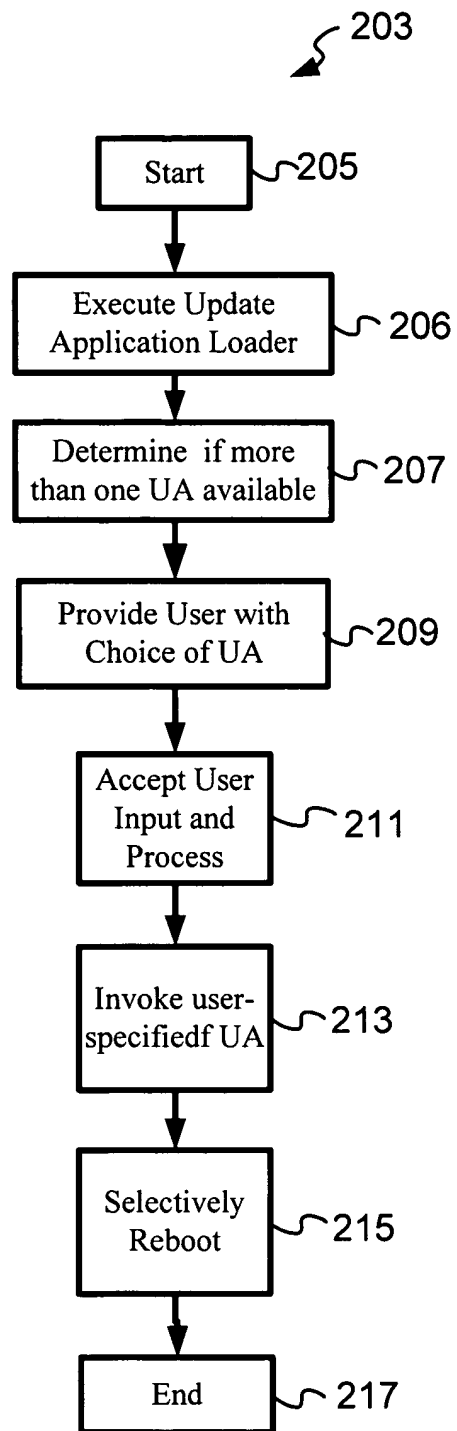 203
Start
205
Execute Update
Application Loader
206
Determine if more
than one UA available
207
Provide User with
Choice of UA
209
Accept User
Input and
Process
211
Invoke user-
specifiedf UA
213
Selectively
Reboot
215
End
217